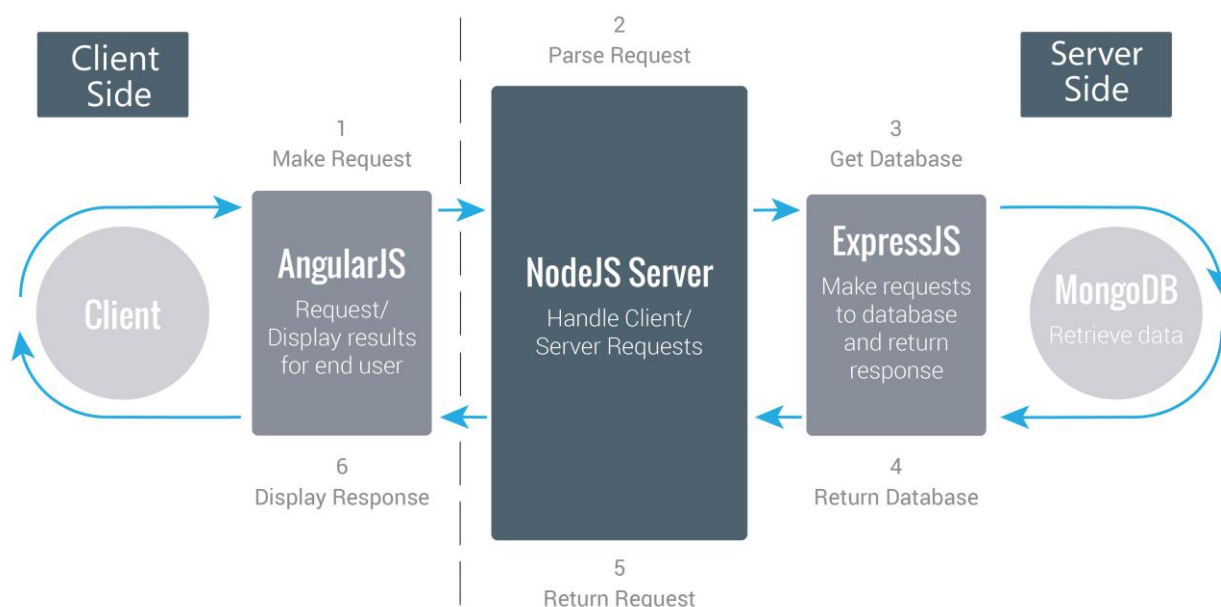 Client
Side
2
Parse Request
Server
Side
1
Make Request
3
Get Database
Client
AngularJS
Request/
Display results
for end user
NodeJS Server
Handle Client/
Server Requests
ExpressJS
Make requests
to database
and return
response
MongoDB
Retrieve data
6
Display Response
4
Return Database
5
Return Request